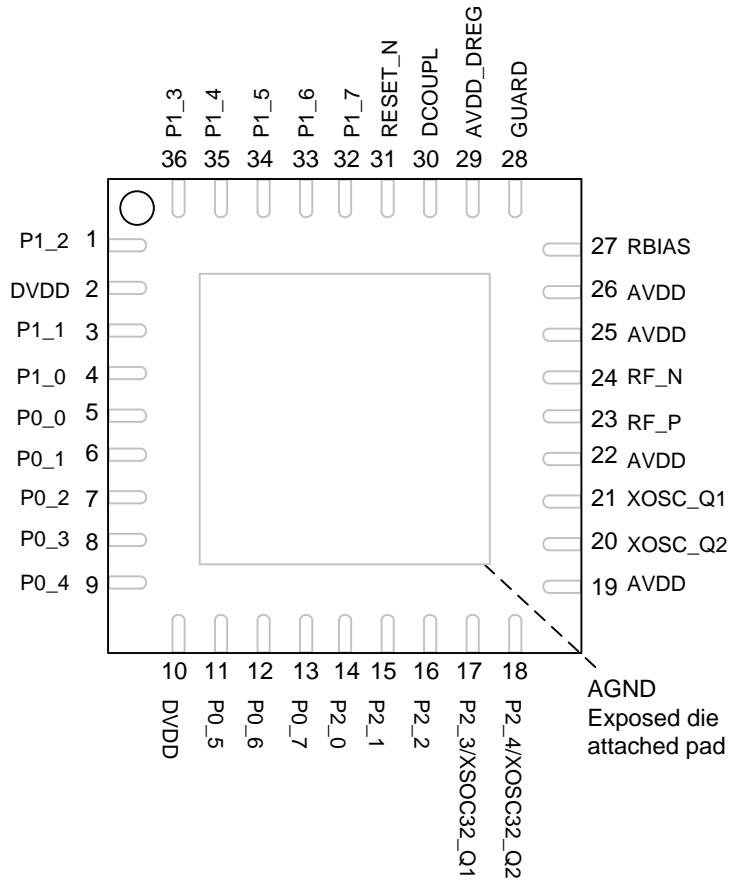 P1_3
P1_4
P1_5
P1_6
P1_7
RESET_N
DCOUPL
AVDD_DREG
GUARD
36 35 34 33 32 31 30 29 28
P1_2 1
DVDD 2
P1_1 3
P1_0 4
P0_0 5
P0_1 6
P0_2 7
P0_3 8
P0_4 9
27 RBIAS
26 AVDD
25 AVDD
24 RF_N
23 RF_P
22 AVDD
21 XOSC_Q1
20 XOSC_Q2
19 AVDD
10 11 12 13 14 15 16 17 18
DVDD
P0_5
P0_6
P0_7
P2_0
P2_1
P2_2
P2_3/XSOC32_Q1
P2_4/XOSC32_Q2
AGND
Exposed die
attached pad